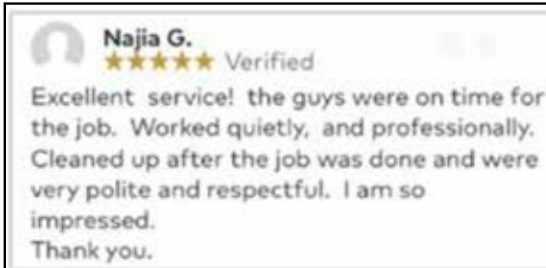 Najia G.
Verified
Excellent service! the guys were on time for
the job. Worked quietly, and professionally.
Cleaned up after the job was done and were
very polite and respectful. I am so
impressed.
Thank you.